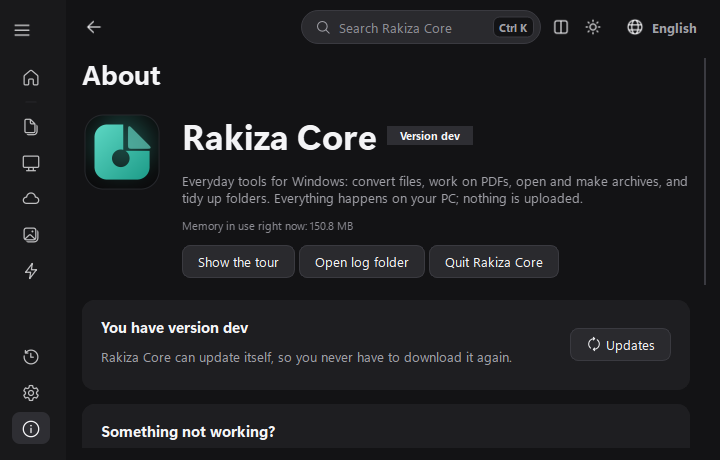 Search Rakiza Core
Ctrl K
English
About
Rakiza Core
Version dev
Everyday tools for Windows: convert files, work on PDFs, open and make archives, and
tidy up folders. Everything happens on your PC; nothing is uploaded.
Memory in use right now: 150.8 MB
Show the tour
Open log folder
Quit Rakiza Core
You have version dev
Rakiza Core can update itself, so you never have to download it again.
Updates
Something not working?